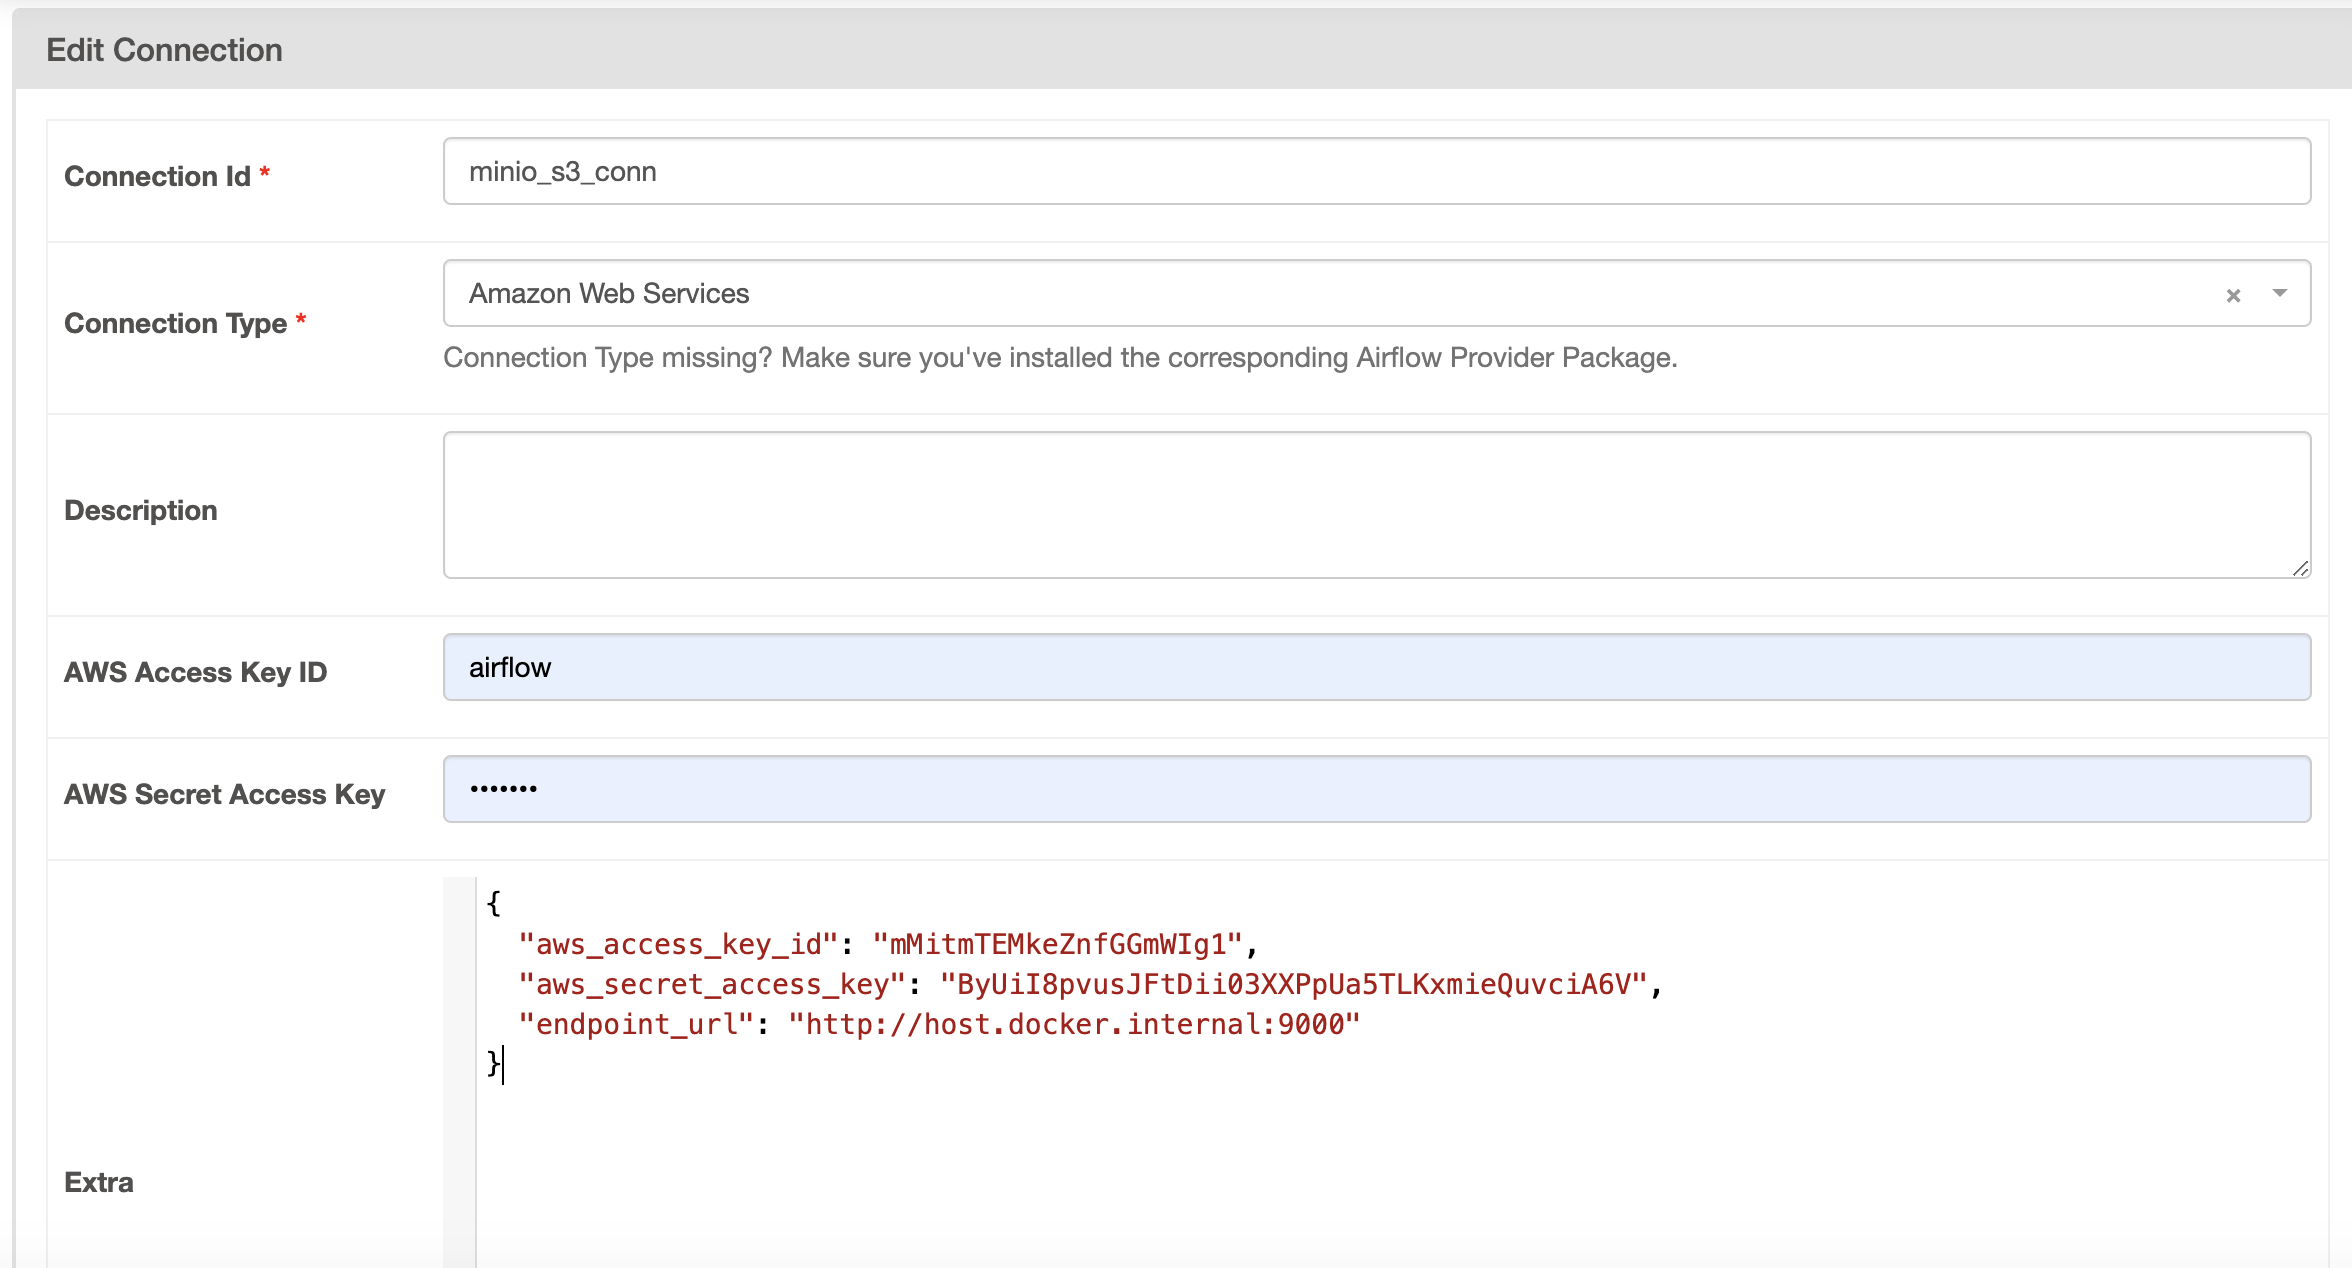 Edit Connection
Connection Id *
minio_s3_conn
Connection Type *
Amazon Web Services
Connection Type missing? Make sure you've installed the corresponding Airflow Provider Package.
Description
AWS Access Key ID
airflow
AWS Secret Access Key
•••••••
Extra
{
"aws_access_key_id": "mMitmTEMkeZnfGGmWIg1",
"aws_secret_access_key": "ByUiI8pvusJFtDii03XXPpUa5TLKxmieQuvciA6V",
"endpoint_url": "http://host.docker.internal:9000"
}